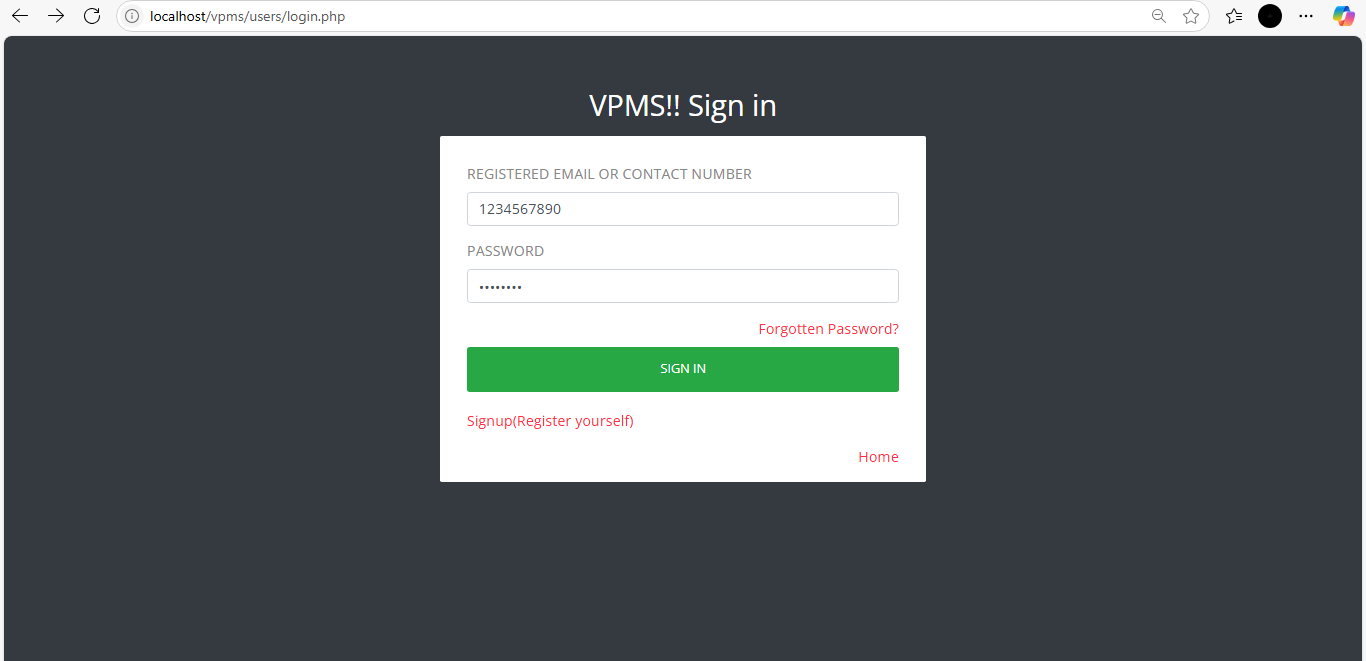 localhost/vpms/users/login.php
VPMS!! Sign in
REGISTERED EMAIL OR CONTACT NUMBER
1234567890
PASSWORD
••••••••
Forgotten Password?
SIGN IN
Signup(Register yourself)
Home